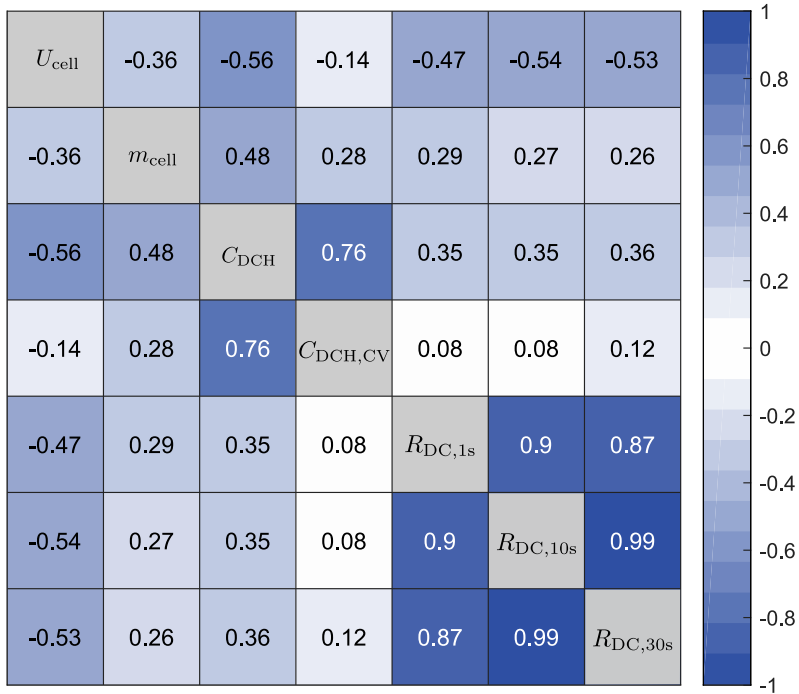 U_cell -0.36 -0.56 -0.14 -0.47 -0.54 -0.53
-0.36 m_cell 0.48 0.28 0.29 0.27 0.26
-0.56 0.48 C_DCH 0.76 0.35 0.35 0.36
-0.14 0.28 0.76 C_DCH,CV 0.08 0.08 0.12
-0.47 0.29 0.35 0.08 R_DC,1s 0.9 0.87
-0.54 0.27 0.35 0.08 0.9 R_DC,10s 0.99
-0.53 0.26 0.36 0.12 0.87 0.99 R_DC,30s
1
0.8
0.6
0.4
0.2
0
-0.2
-0.4
-0.6
-0.8
-1